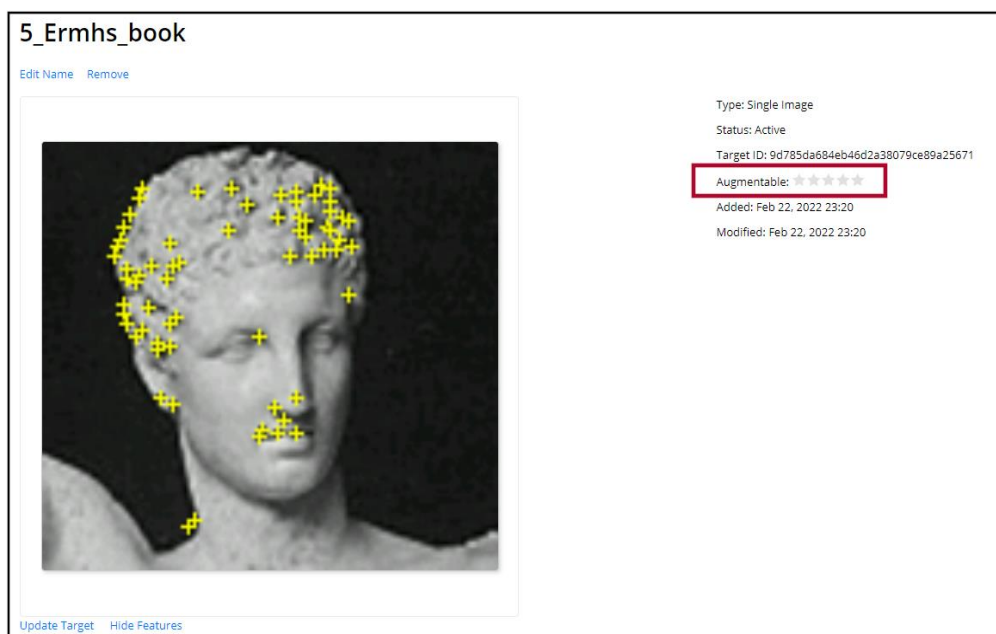 5_Ermhs_book
Edit Name Remove
Type: Single Image
Status: Active
Target ID: 9d785da684eb46d2a38079ce89a25671
Augmentable:
Added: Feb 22, 2022 23:20
Modified: Feb 22, 2022 23:20
Update Target Hide Features